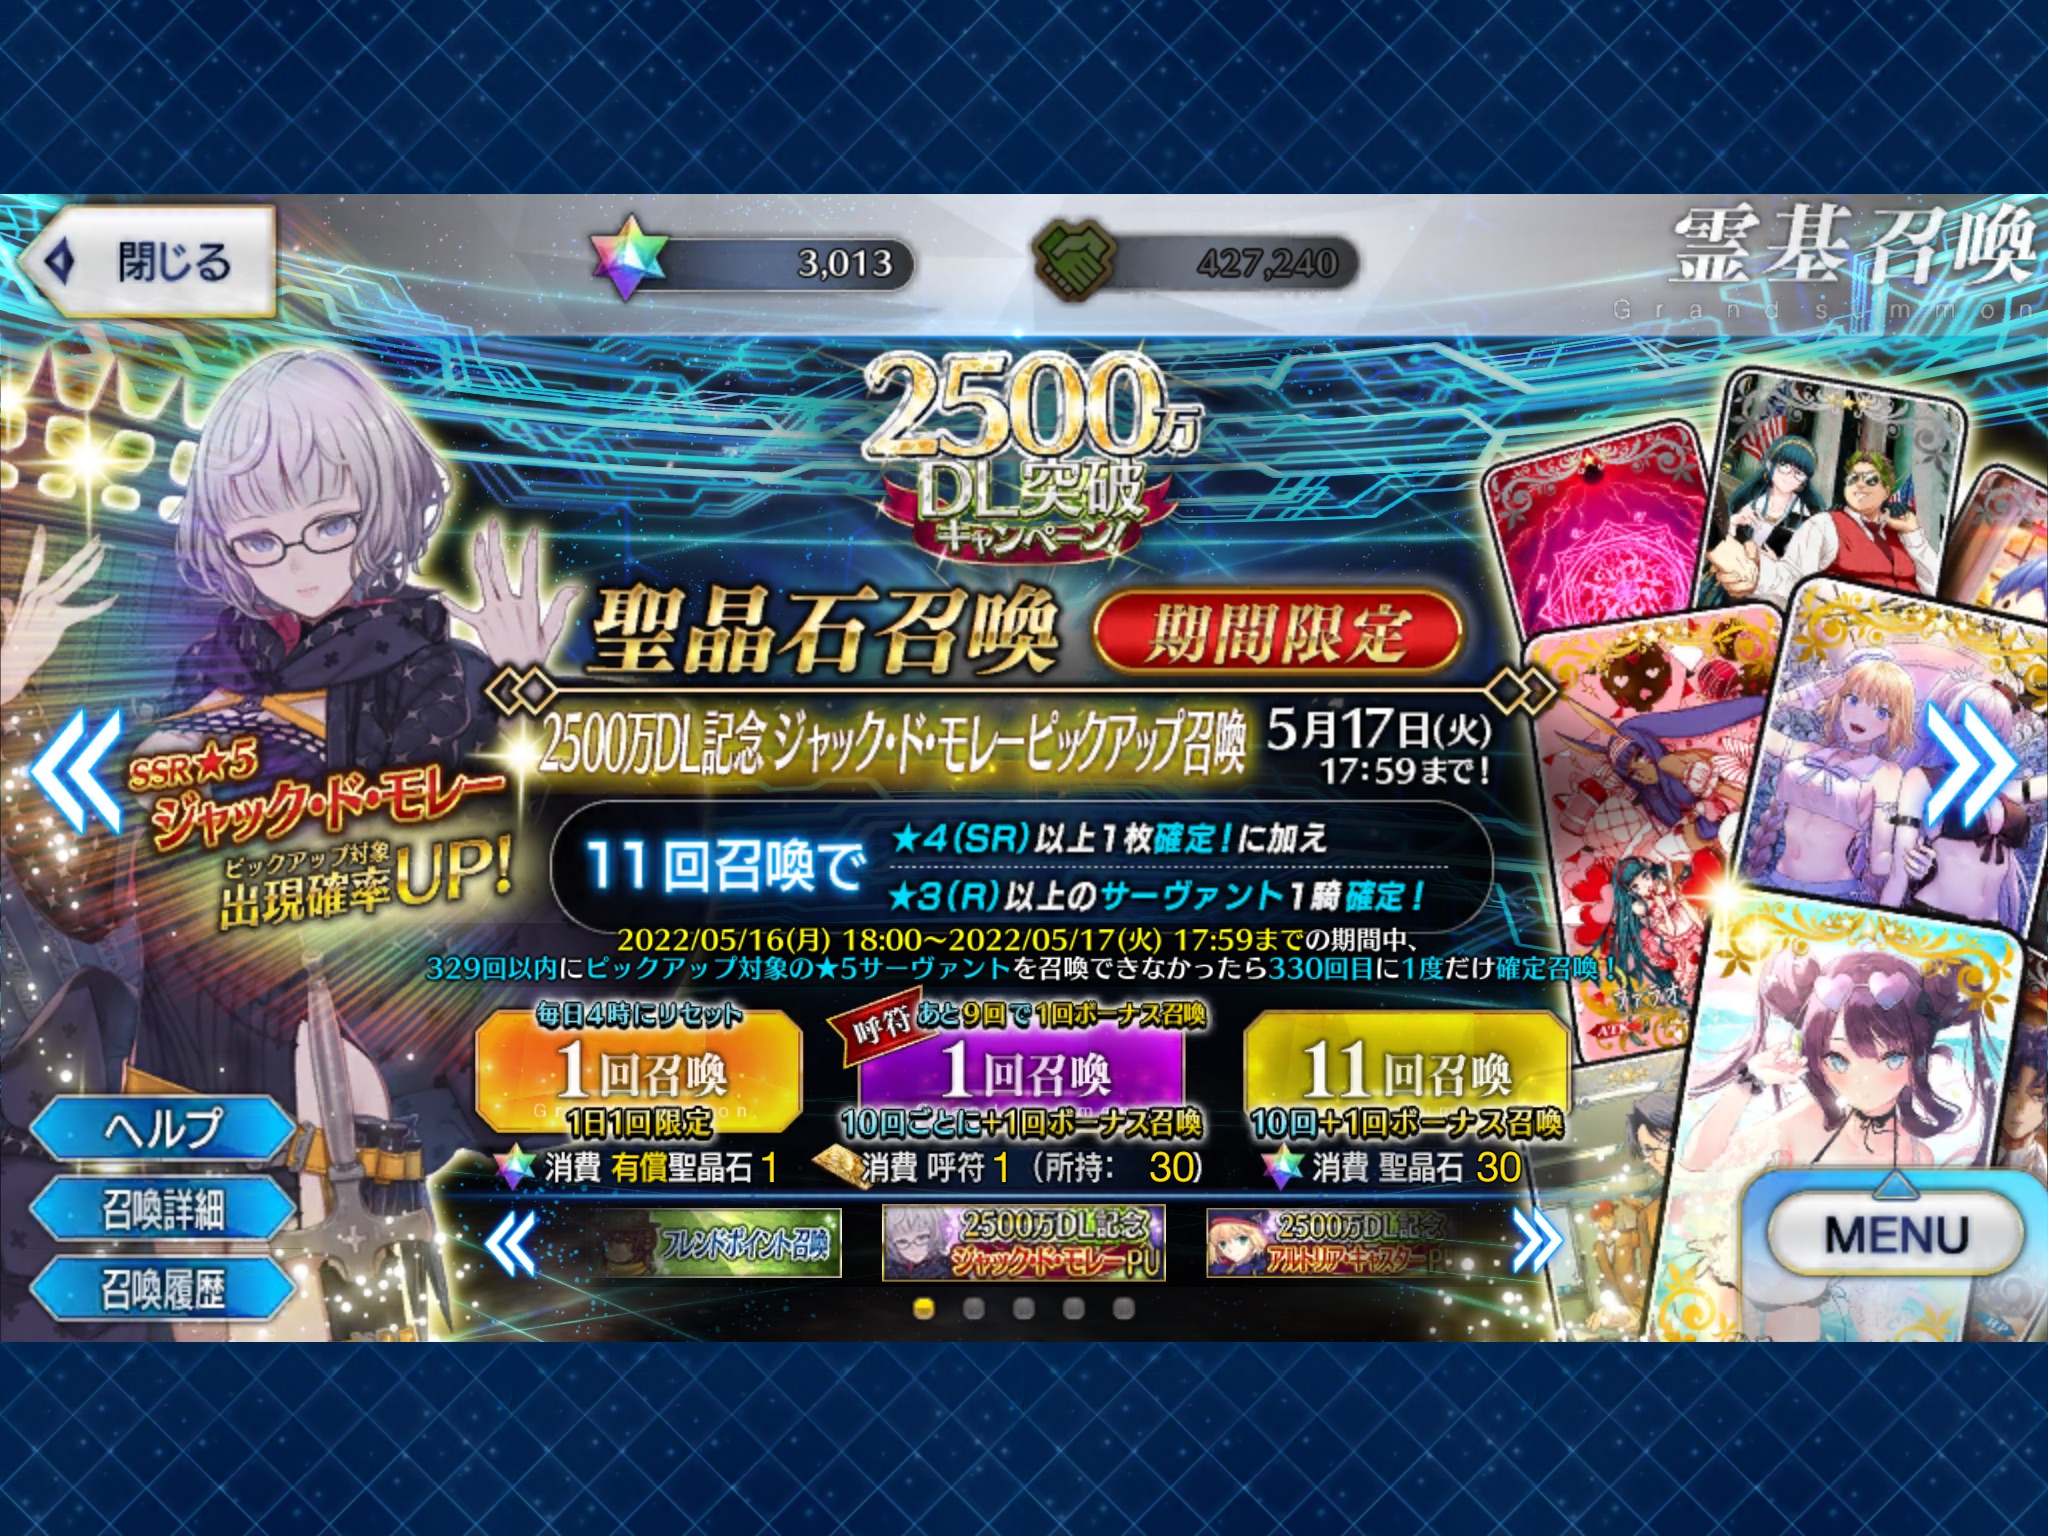 閉じる
3,013
427,240
霊基召喚
Grand summon
2500万
DL突破
キャンペーン!
聖晶石召喚
期間限定
2500万DL記念 ジャック・ド・モレーピックアップ召喚
5月17日(火)
17:59まで!
SSR★5
ジャック・ド・モレー
ピックアップ対象
出現確率UP!
11回召喚で
★4(SR)以上1枚確定!に加え
★3(R)以上のサーヴァント1騎確定!
2022/05/16(月) 18:00～2022/05/17(火) 17:59までの期間中、
329回以内にピックアップ対象の★5サーヴァントを召喚できなかったら330回目に1度だけ確定召喚!
毎日4時にリセット
1回召喚
1日1回限定
消費 有償聖晶石 1
呼符
あと9回で1回ボーナス召喚
1回召喚
10回ごとに+1回ボーナス召喚
消費 呼符 1 (所持: 30)
11回召喚
10回+1回ボーナス召喚
消費 聖晶石 30
ヘルプ
召喚詳細
召喚履歴
フレンドポイント召喚
2500万DL記念
ジャック・ド・モレーPU
2500万DL記念
アルトリア・キャスターPU
MENU